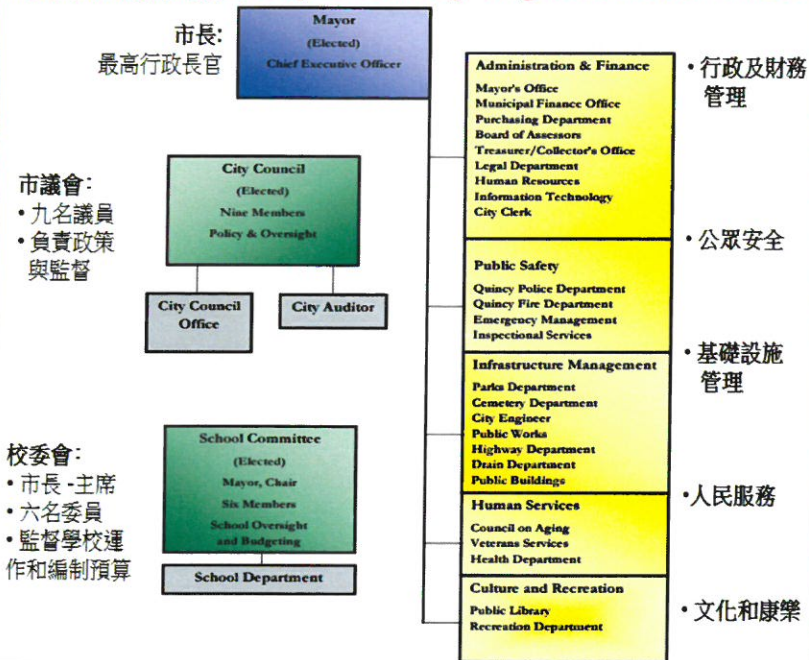 市長:
最高行政長官
Mayor
(Elected)
Chief Executive Officer
市議會:
•九名議員
•負責政策
與監督
City Council
(Elected)
Nine Members
Policy & Oversight
City Council
Office
City Auditor
校委會:
•市長 -主席
•六名委員
•監督學校運
作和編制預算
School Committee
(Elected)
Mayor, Chair
Six Members
School Oversight
and Budgeting
School Department
Administration & Finance
Mayor's Office
Municipal Finance Office
Purchasing Department
Board of Assessors
Treasurer/Collector's Office
Legal Department
Human Resources
Information Technology
City Clerk
•行政及財務
管理
Public Safety
Quincy Police Department
Quincy Fire Department
Emergency Management
Inspectional Services
•公眾安全
Infrastructure Management
Parks Department
Cemetery Department
City Engineer
Public Works
Highway Department
Drain Department
Public Buildings
•基礎設施
管理
Human Services
Council on Aging
Veterans Services
Health Department
•人民服務
Culture and Recreation
Public Library
Recreation Department
•文化和康樂